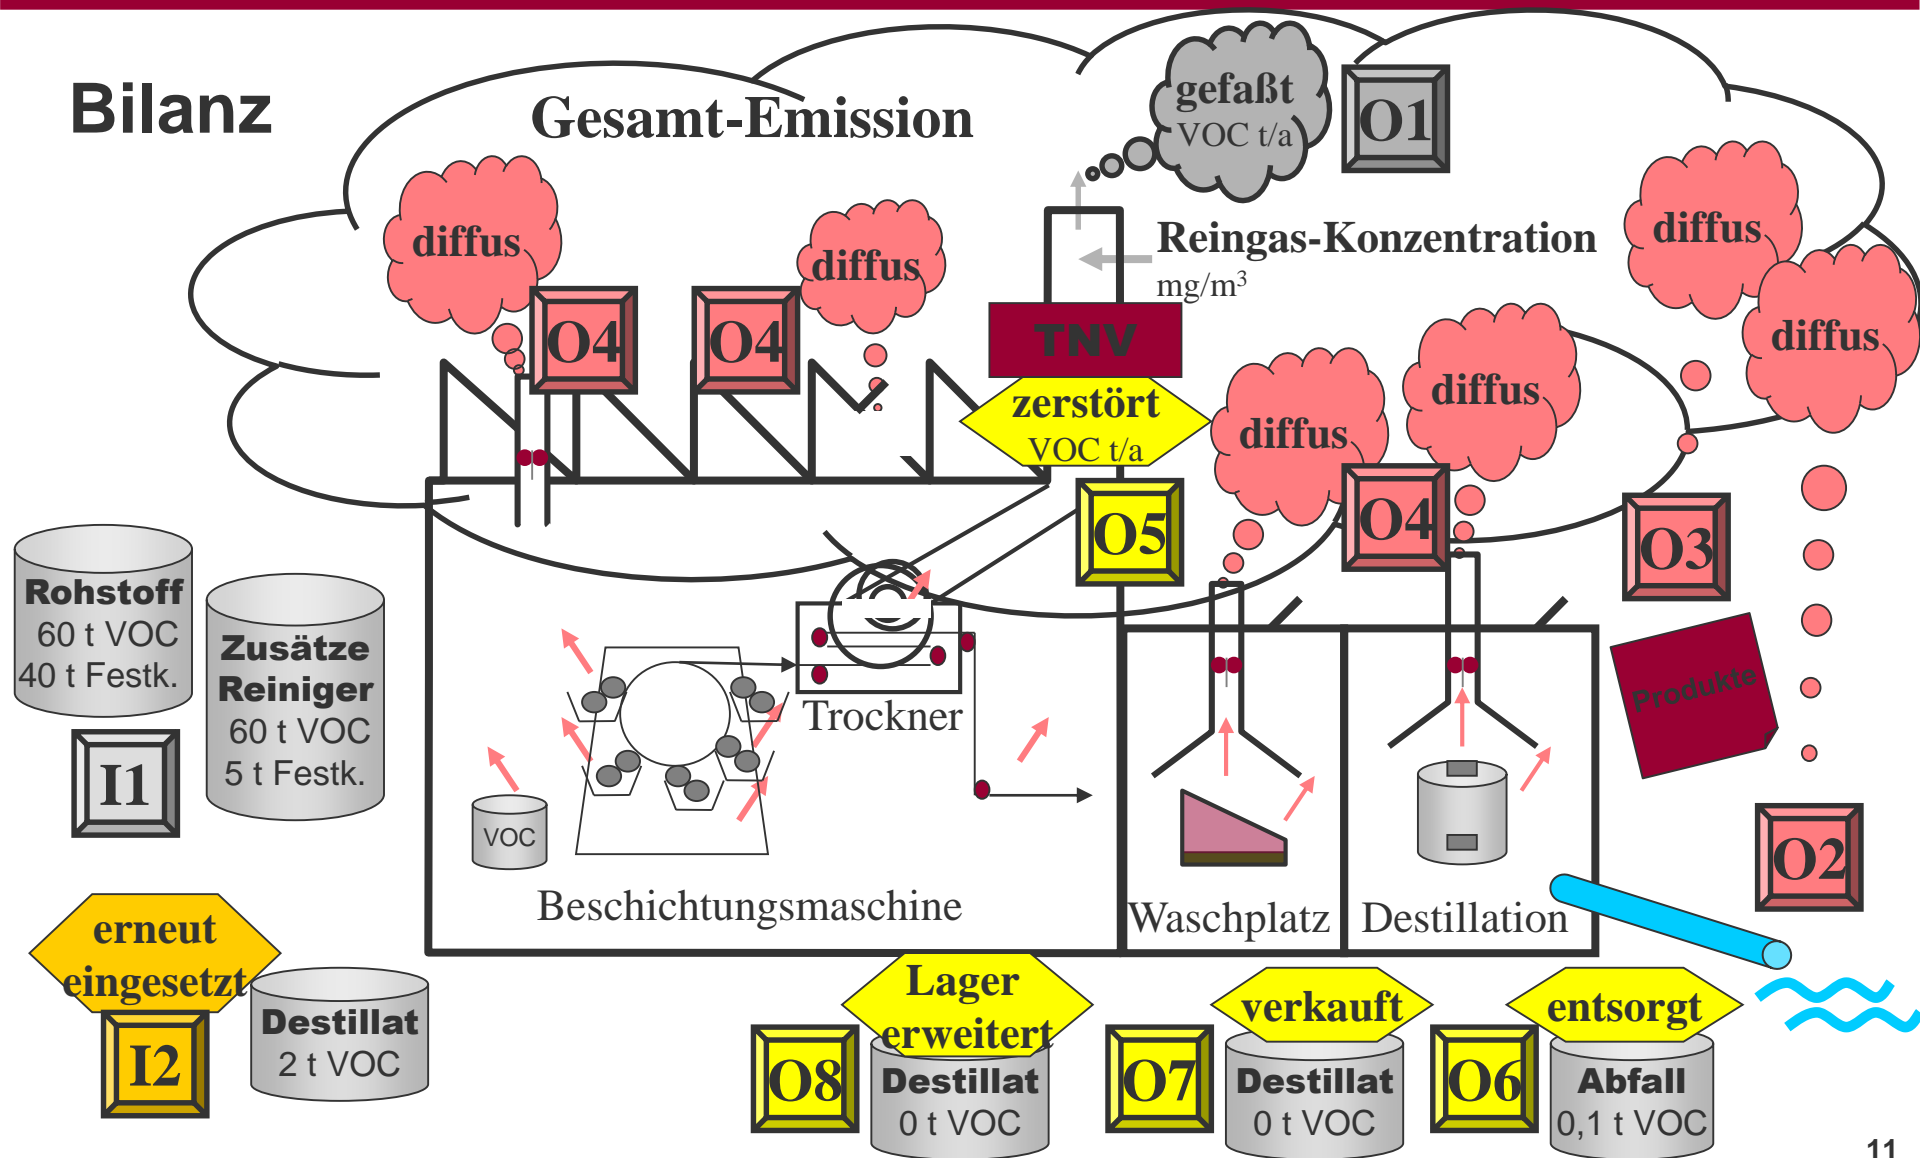 Bilanz
Gesamt-Emission
gefaßt
VOC t/a
O1
diffus
diffus
Reingas-Konzentration
mg/m³
diffus
diffus
O4
O4
TNV
zerstört
VOC t/a
diffus
diffus
O4
O5
O3
Rohstoff
60 t VOC
40 t Festk.
I1
Zusätze
Reiniger
60 t VOC
5 t Festk.
Trockner
VOC
Produkte
O2
Beschichtungsmaschine
Waschplatz
Destillation
erneut
eingesetzt
I2
Destillat
2 t VOC
Lager
erweitert
O8
Destillat
0 t VOC
verkauft
O7
Destillat
0 t VOC
entsorgt
O6
Abfall
0,1 t VOC
11